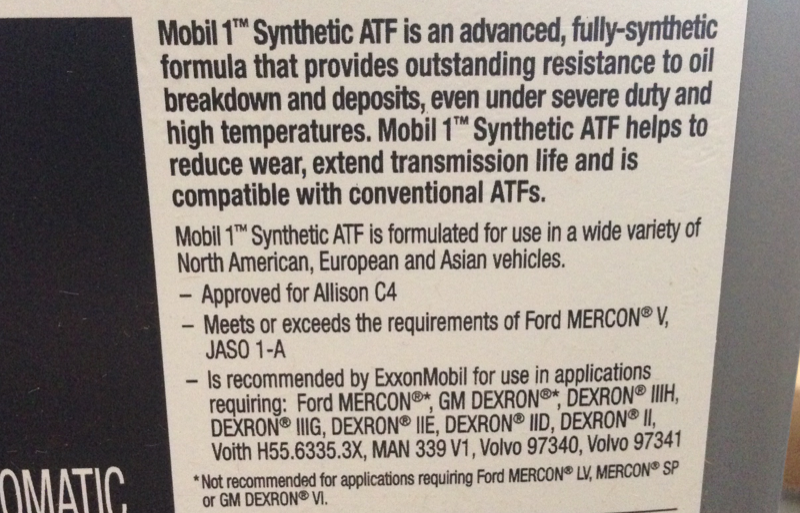 Mobil 1™ Synthetic ATF is an advanced, fully-synthetic
formula that provides outstanding resistance to oil
breakdown and deposits, even under severe duty and
high temperatures. Mobil 1™ Synthetic ATF helps to
reduce wear, extend transmission life and is
compatible with conventional ATFs.
Mobil 1™ Synthetic ATF is formulated for use in a wide variety of
North American, European and Asian vehicles.
– Approved for Allison C4
– Meets or exceeds the requirements of Ford MERCON® V,
JASO 1-A
– Is recommended by ExxonMobil for use in applications
requiring: Ford MERCON®*, GM DEXRON®*, DEXRON® IIIH,
DEXRON® IIIG, DEXRON® IIE, DEXRON® IID, DEXRON® II,
Voith H55.6335.3X, MAN 339 V1, Volvo 97340, Volvo 97341
*Not recommended for applications requiring Ford MERCON® LV, MERCON® SP
or GM DEXRON® VI.
OMATIC